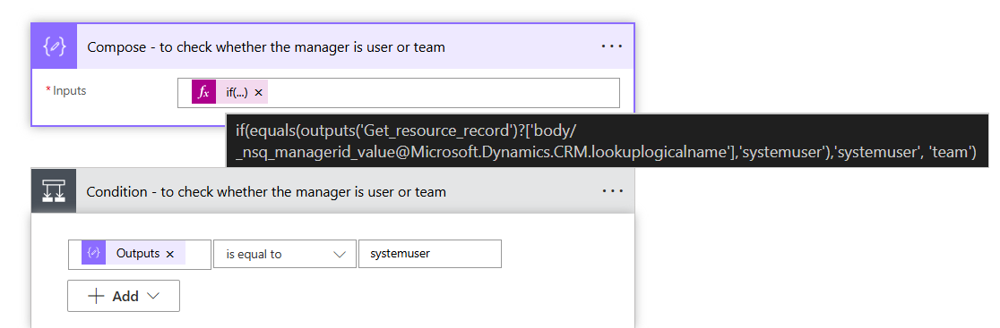 Compose - to check whether the manager is user or team
* Inputs
fx if(...) ×
if(equals(outputs('Get_resource_record')?['body/
_nsq_managerid_value@Microsoft.Dynamics.CRM.lookuplogicalname'],'systemuser'),'systemuser', 'team')
Condition - to check whether the manager is user or team
Outputs × is equal to systemuser
+ Add